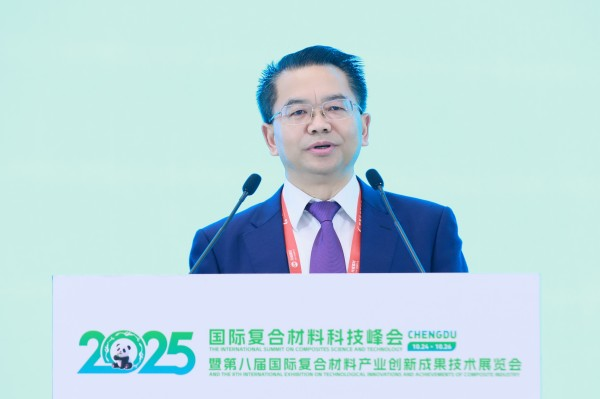 2025
国际复合材料科技峰会 CHENGDU
THE INTERNATIONAL SUMMIT ON COMPOSITES SCIENCE AND TECHNOLOGY 10.24 - 10.26
暨第八届国际复合材料产业创新成果技术展览会
AND THE 8TH INTERNATIONAL EXHIBITION ON TECHNOLOGICAL INNOVATIONS AND ACHIEVEMENTS OF COMPOSITE INDUSTRY